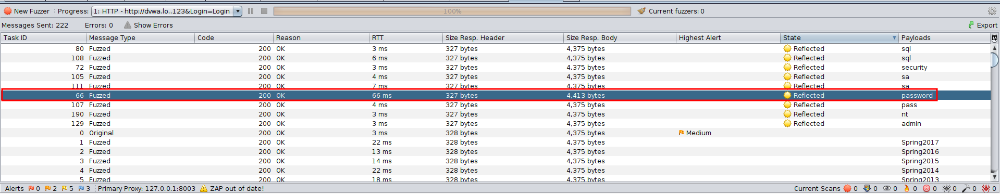 New Fuzzer Progress: 1: HTTP - http://dvwa.lo..123&Login=Login 100% Current fuzzers: 0
Messages Sent: 222 Errors: 0 Show Errors Export
Task ID Message Type Code Reason RTT Size Resp. Header Size Resp. Body Highest Alert State Payloads
80 Fuzzed 200 OK 3 ms 327 bytes 4,375 bytes Reflected sql
108 Fuzzed 200 OK 6 ms 327 bytes 4,375 bytes Reflected sql
72 Fuzzed 200 OK 3 ms 327 bytes 4,375 bytes Reflected security
105 Fuzzed 200 OK 4 ms 327 bytes 4,375 bytes Reflected sa
111 Fuzzed 200 OK 7 ms 327 bytes 4,375 bytes Reflected sa
66 Fuzzed 200 OK 66 ms 327 bytes 4,413 bytes Reflected password
107 Fuzzed 200 OK 4 ms 327 bytes 4,375 bytes Reflected pass
190 Fuzzed 200 OK 3 ms 327 bytes 4,375 bytes Reflected nt
129 Fuzzed 200 OK 3 ms 327 bytes 4,375 bytes Reflected admin
0 Original 200 OK 3 ms 328 bytes 4,375 bytes Medium
1 Fuzzed 200 OK 22 ms 328 bytes 4,375 bytes Spring2017
2 Fuzzed 200 OK 13 ms 328 bytes 4,375 bytes Spring2016
3 Fuzzed 200 OK 14 ms 328 bytes 4,375 bytes Spring2015
4 Fuzzed 200 OK 22 ms 328 bytes 4,375 bytes Spring2014
5 Fuzzed 200 OK 18 ms 328 bytes 4,375 bytes Spring2013
Alerts 0 2 5 3 Primary Proxy: 127.0.0.1:8003 ZAP out of date! Current Scans 0 0 0 0 0 0 0 0